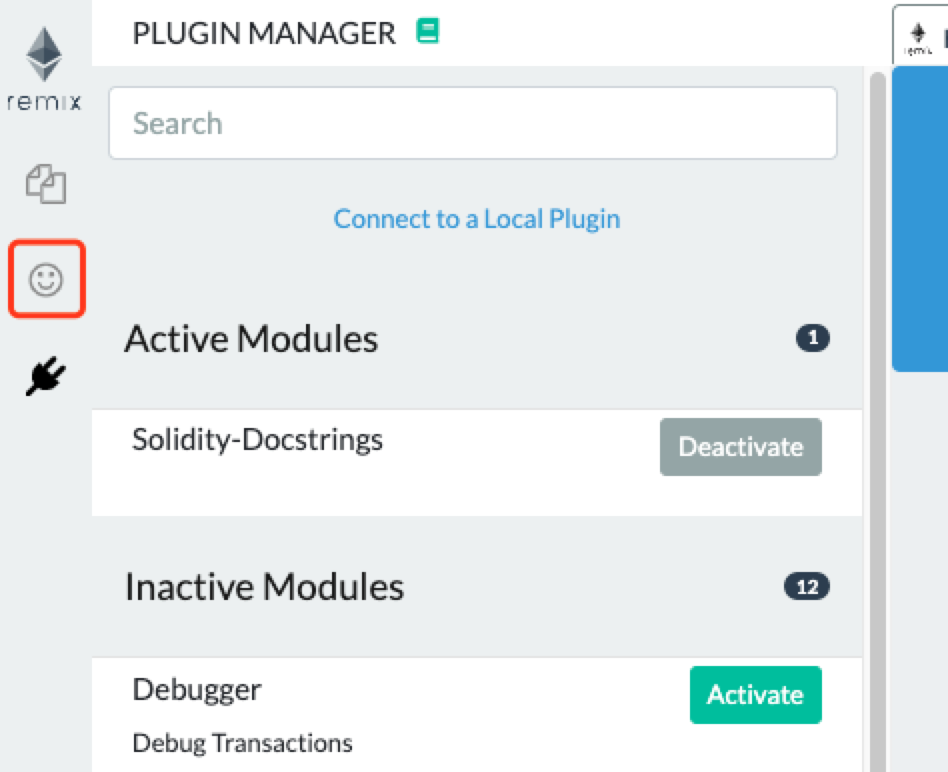 PLUGIN MANAGER
remix
remix
Search
Connect to a Local Plugin
Active Modules 1
Solidity-Docstrings Deactivate
Inactive Modules 12
Debugger Activate
Debug Transactions